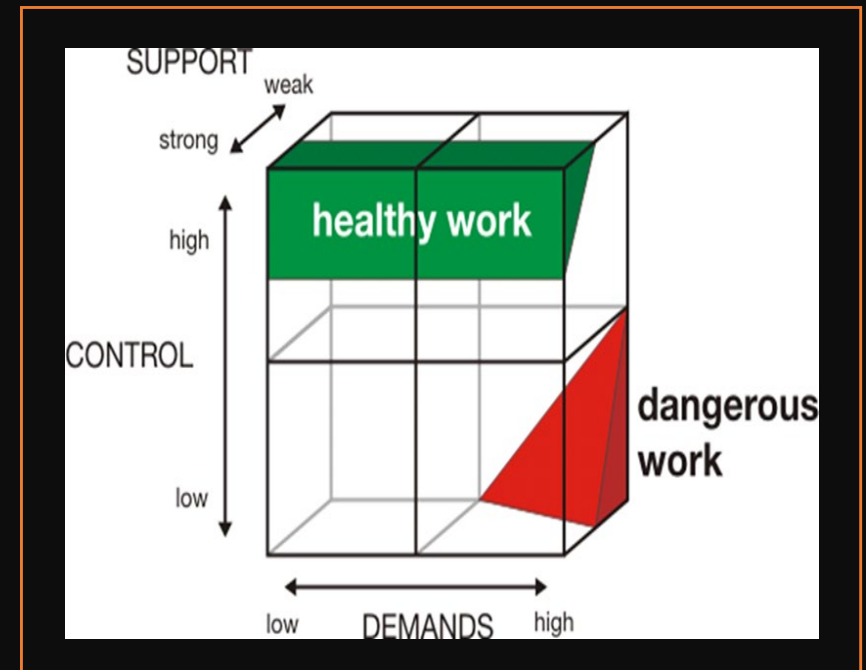 SUPPORT
weak
strong
healthy work
high
CONTROL
dangerous
work
low
low
DEMANDS
high